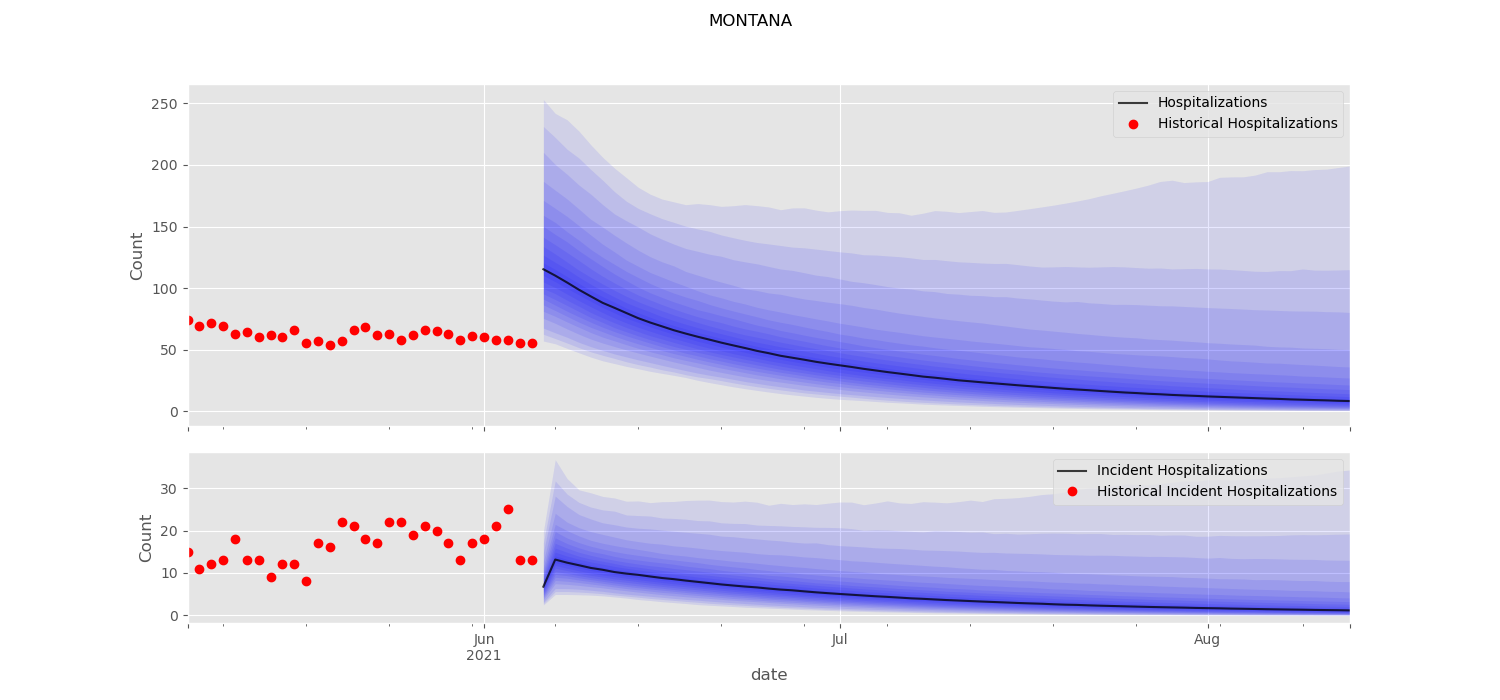 MONTANA
250
200
150
100
50
0
Count
Hospitalizations
Historical Hospitalizations
30
20
10
0
Count
Incident Hospitalizations
Historical Incident Hospitalizations
Jun
2021
Jul
Aug
date